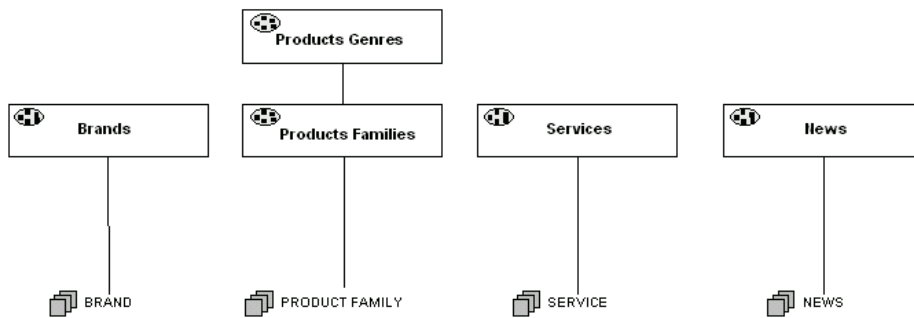 Products Genres
Brands
Products Families
Services
News
BRAND
PRODUCT FAMILY
SERVICE
NEWS